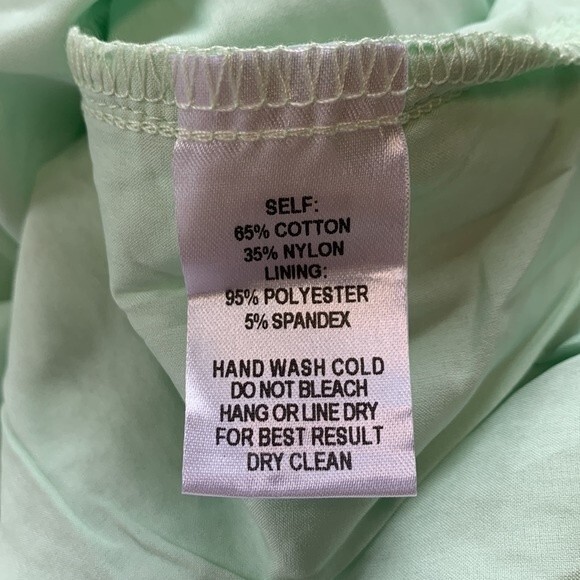 SELF:
65% COTTON
35% NYLON
LINING:
95% POLYESTER
5% SPANDEX
HAND WASH COLD
DO NOT BLEACH
HANG OR LINE DRY
FOR BEST RESULT
DRY CLEAN